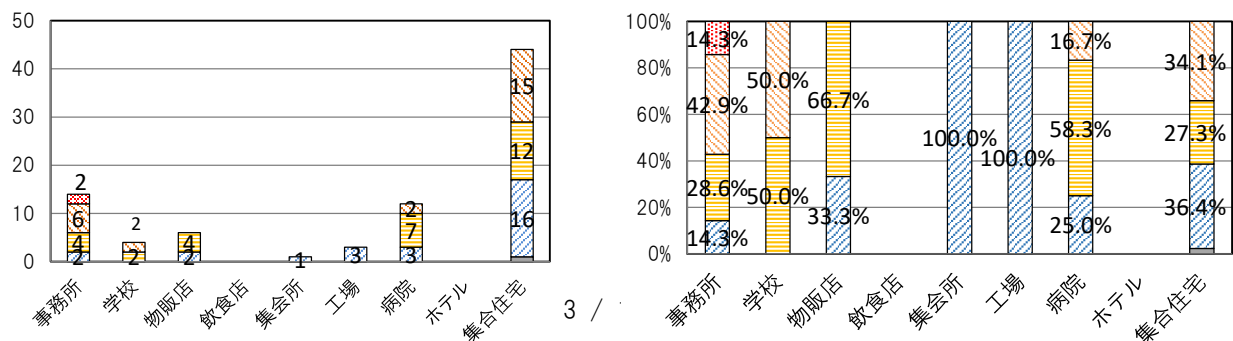 50
40
30
20
10
0
2
6
4
2
2
2
4
2
1
3
2
7
3
15
12
16
事務所
学校
物販店
飲食店
集会所
工場
病院
ホテル
集合住宅
3 /
100%
80%
60%
40%
20%
0%
14.3%
42.9%
28.6%
14.3%
50.0%
50.0%
66.7%
33.3%
100.0%
100.0%
16.7%
58.3%
25.0%
34.1%
27.3%
36.4%
事務所
学校
物販店
飲食店
集会所
工場
病院
ホテル
集合住宅